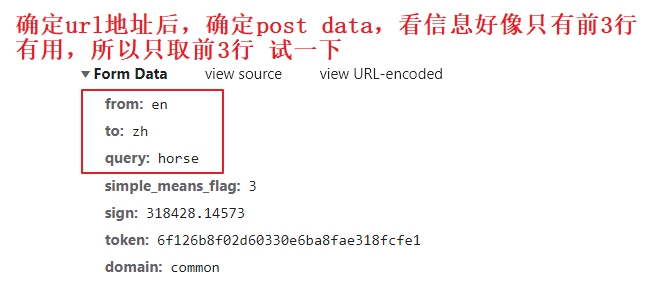 确定url地址后，确定post data，看信息好像只有前3行
有用，所以只取前3行 试一下
▼Form Data view source view URL-encoded
from: en
to: zh
query: horse
simple_means_flag: 3
sign: 318428.14573
token: 6f126b8f02d60330e6ba8fae318fcfe1
domain: common